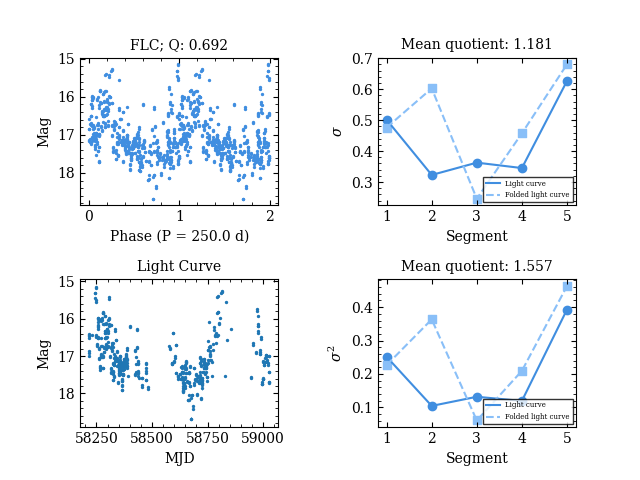 FLC; Q: 0.692
15
16
17
18
Mag
0
1
2
Phase (P = 250.0 d)
Mean quotient: 1.181
0.7
0.6
0.5
0.4
0.3
σ
Light curve
Folded light curve
1
2
3
4
5
Segment
Light Curve
15
16
17
18
Mag
58250
58500
58750
59000
MJD
Mean quotient: 1.557
0.4
0.3
0.2
0.1
σ²
Light curve
Folded light curve
1
2
3
4
5
Segment